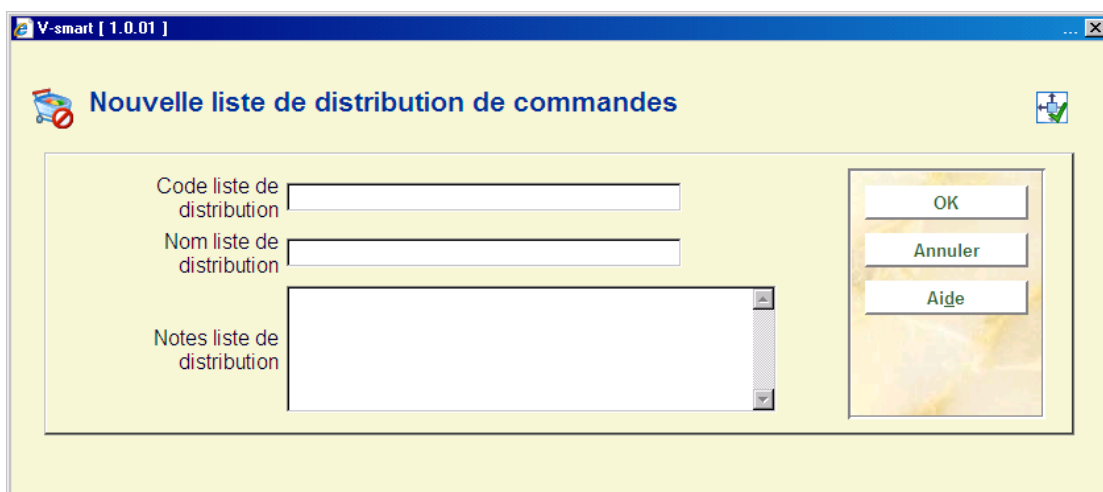 V-smart [ 1.0.01 ]
...
Nouvelle liste de distribution de commandes
Code liste de
distribution
Nom liste de
distribution
Notes liste de
distribution
OK
Annuler
Aide